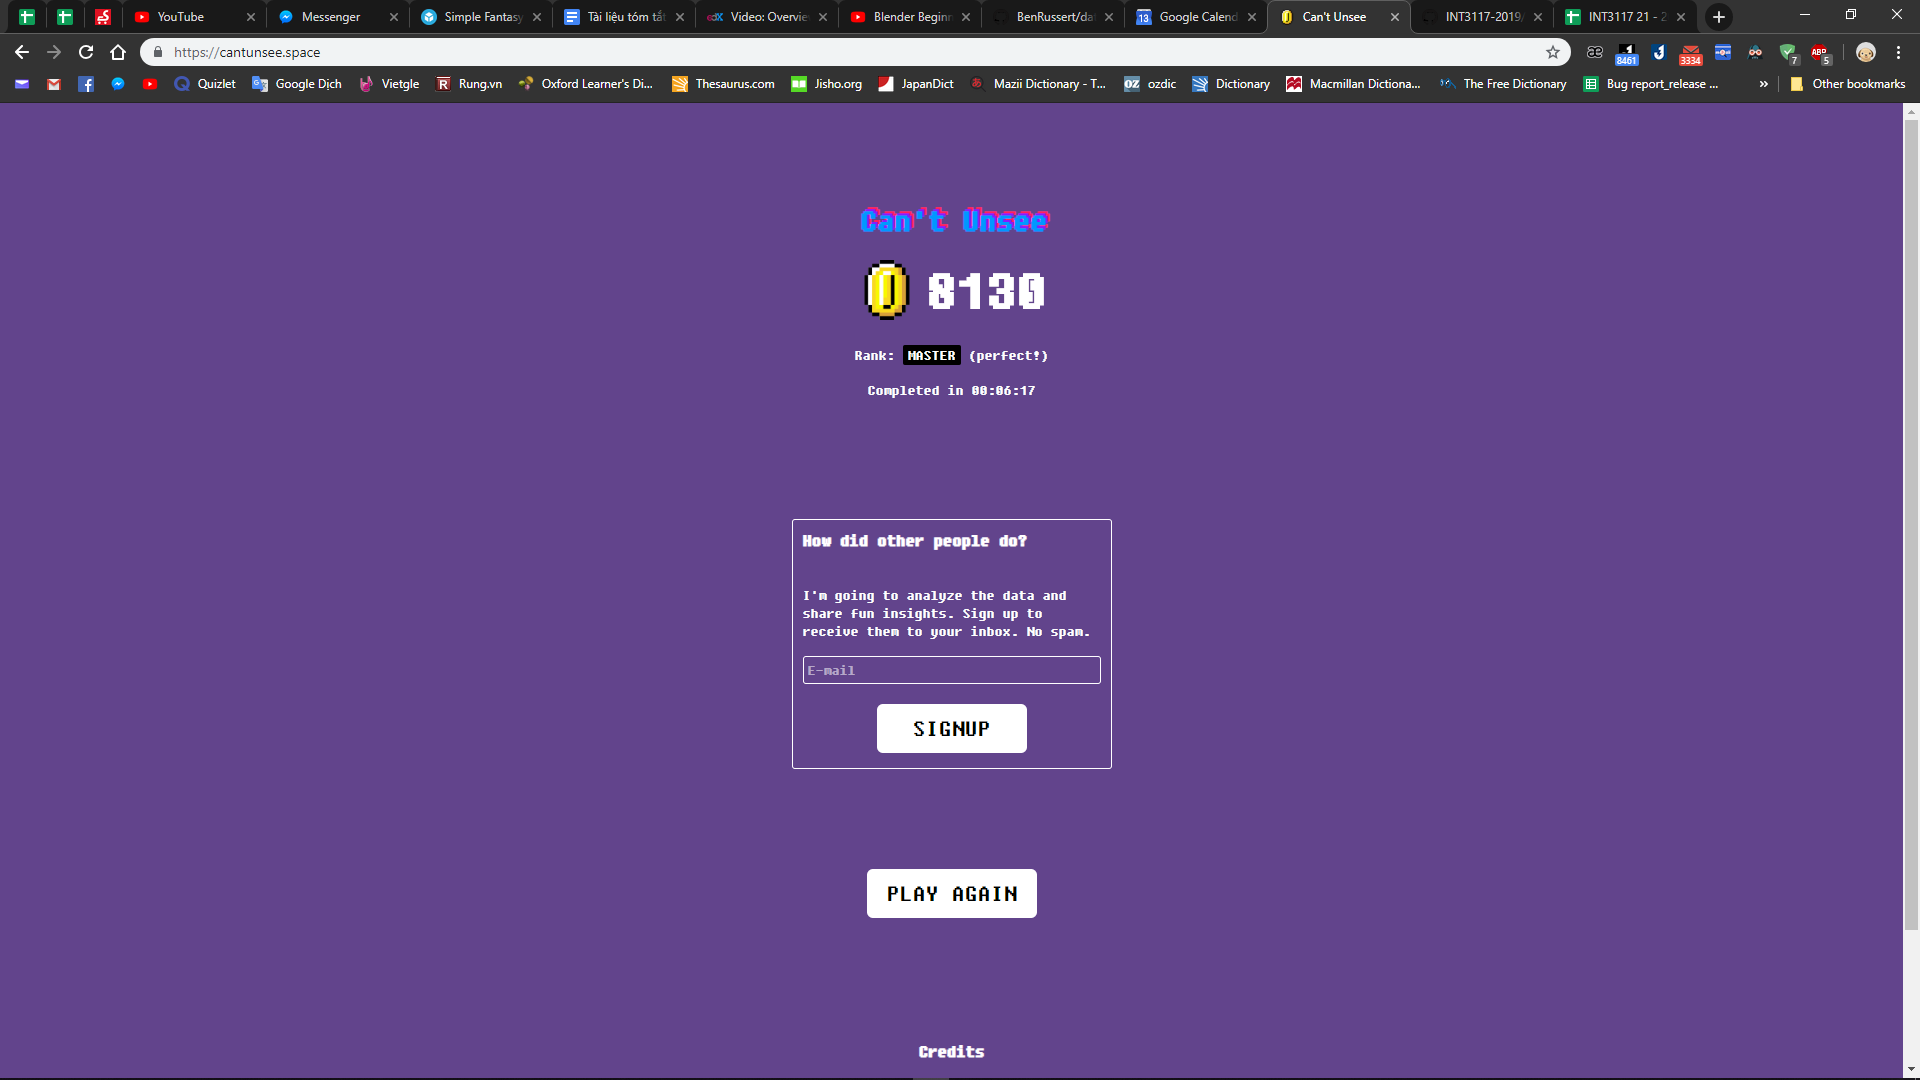 YouTube
Messenger
Simple Fantasy
Tài liệu tóm tắt
Video: Overvie
Blender Beginn
BenRussert/da
Google Calend
Can't Unsee
INT3117-2019
INT3117 21 - 2
https://cantunsee.space
8461
3334
7
5
Quizlet
Google Dịch
Vietgle
Rung.vn
Oxford Learner's Di...
Thesaurus.com
Jisho.org
JapanDict
Mazii Dictionary - T...
ozdic
Dictionary
Macmillan Dictiona...
The Free Dictionary
Bug report_release ...
»
Other bookmarks
Can't Unsee
8130
Rank: MASTER (perfect!)
Completed in 00:06:17
How did other people do?
I'm going to analyze the data and
share fun insights. Sign up to
receive them to your inbox. No spam.
E-mail
SIGNUP
PLAY AGAIN
Credits